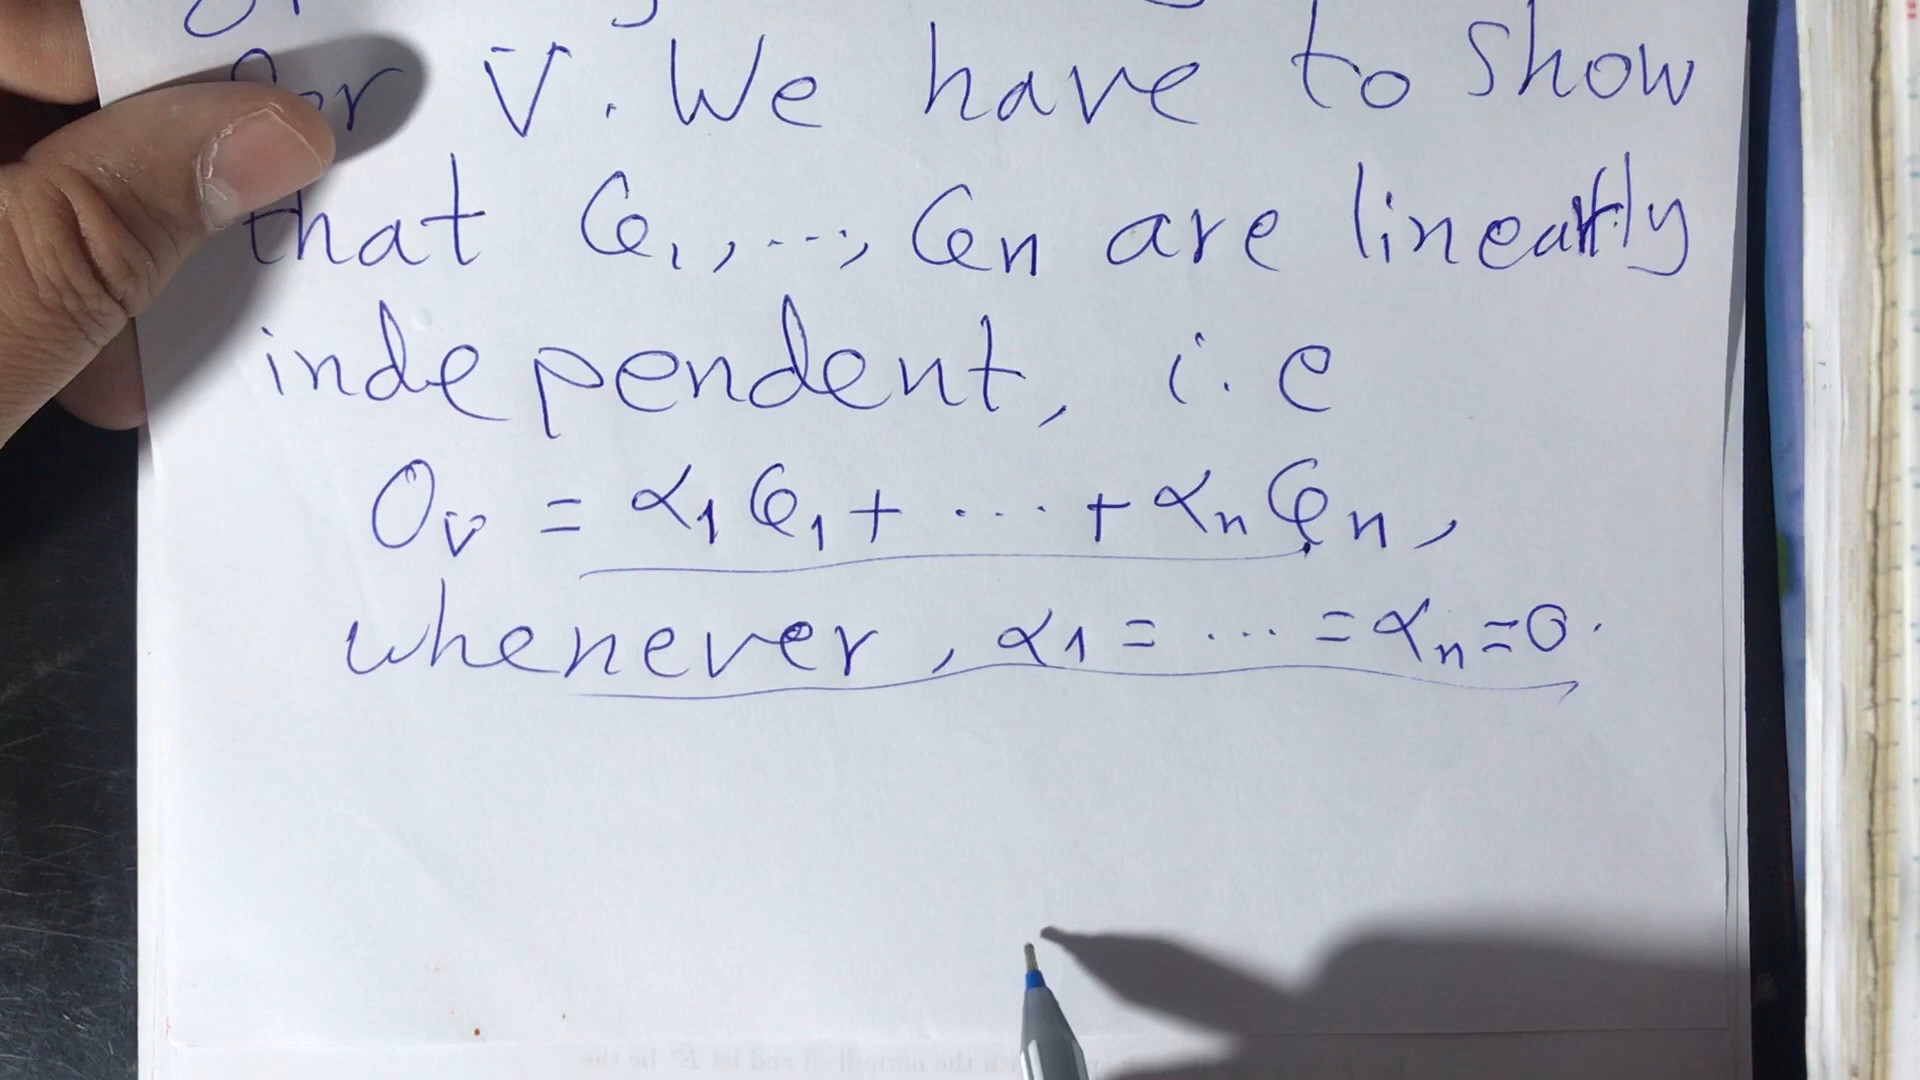 for V. We have to show
that e₁, ..., eₙ are linearly
independent, i.e
0ᵥ = α₁e₁ + ... + αₙeₙ,
whenever, α₁ = ... = αₙ = 0.